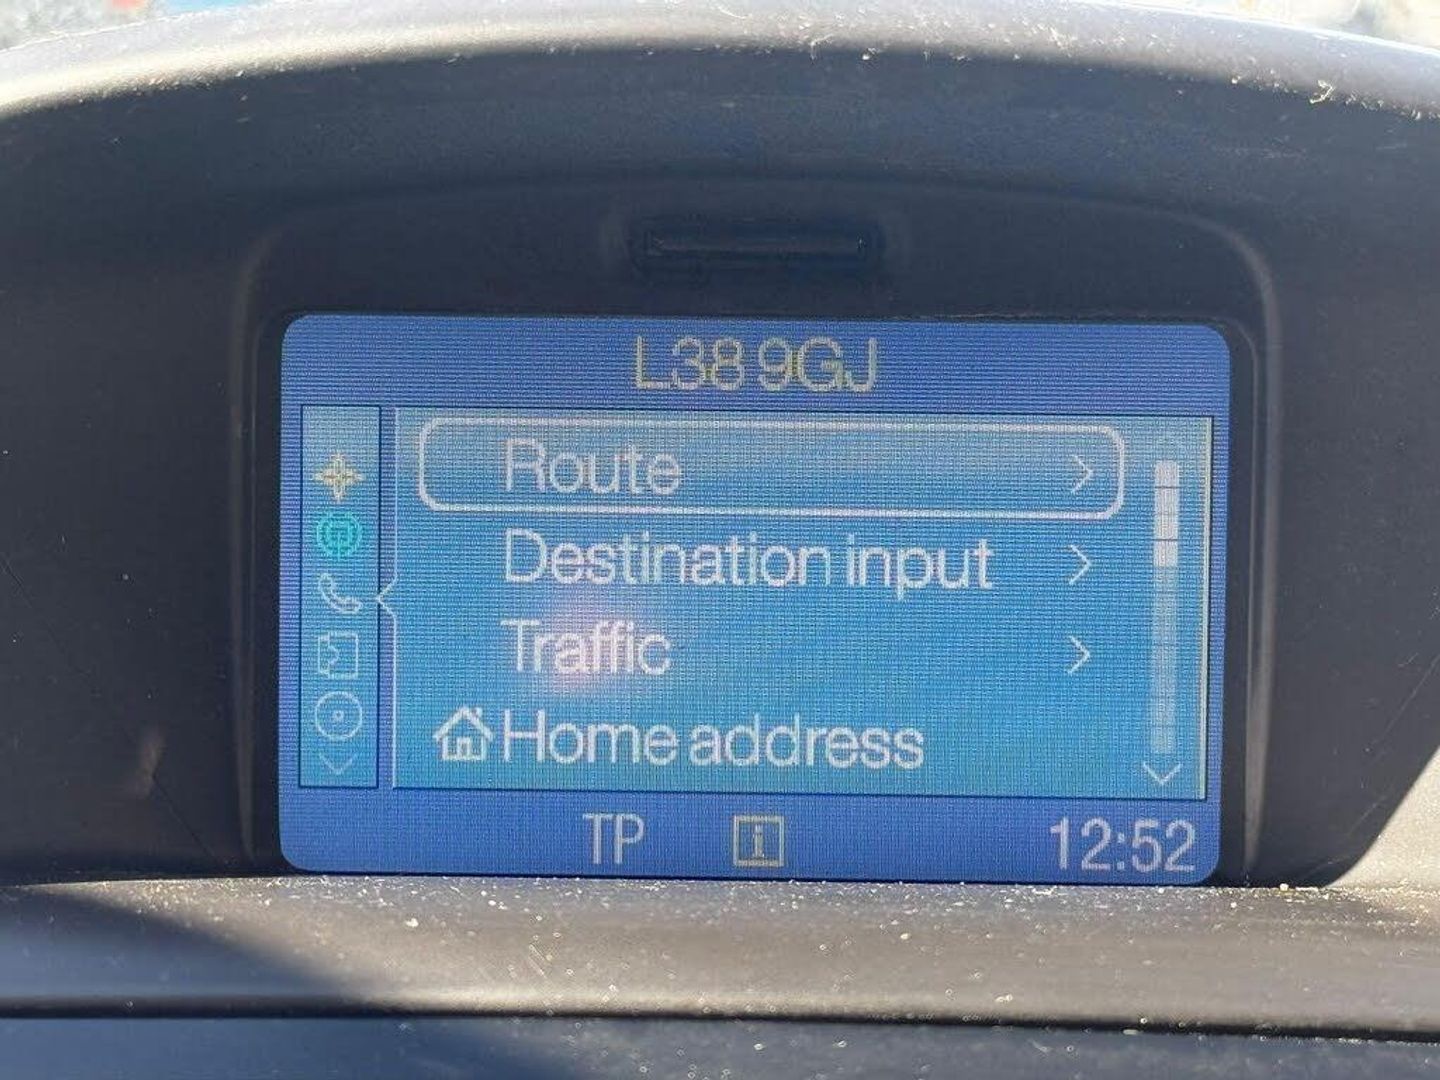 L38 9GJ
Route
Destination input
Traffic
Home address
TP i 12:52